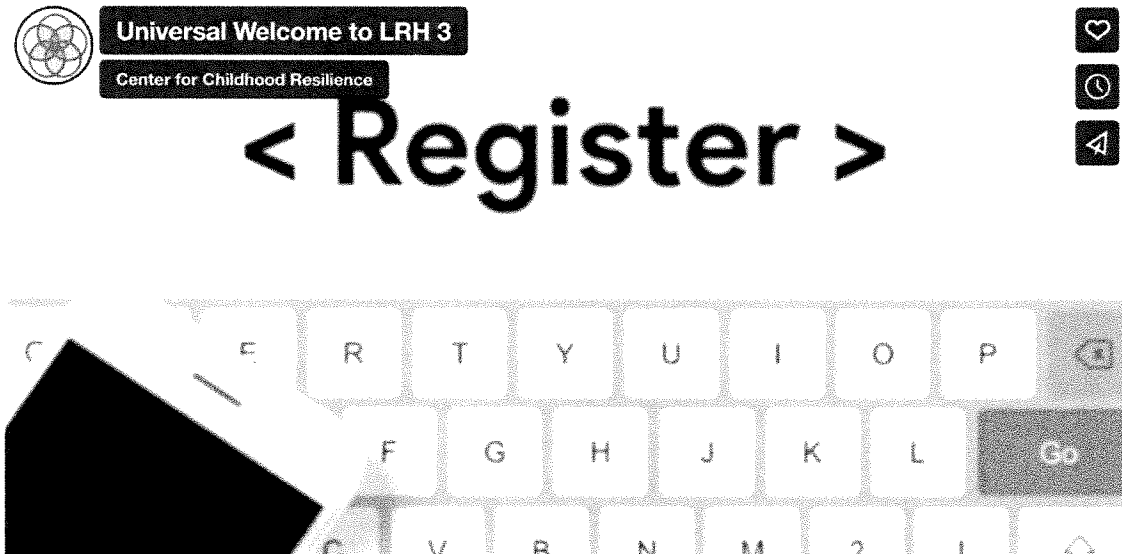 Universal Welcome to LRH 3
Center for Childhood Resilience
< Register >
E R T Y U I O P
F G H J K L Go
C V B N M ? !